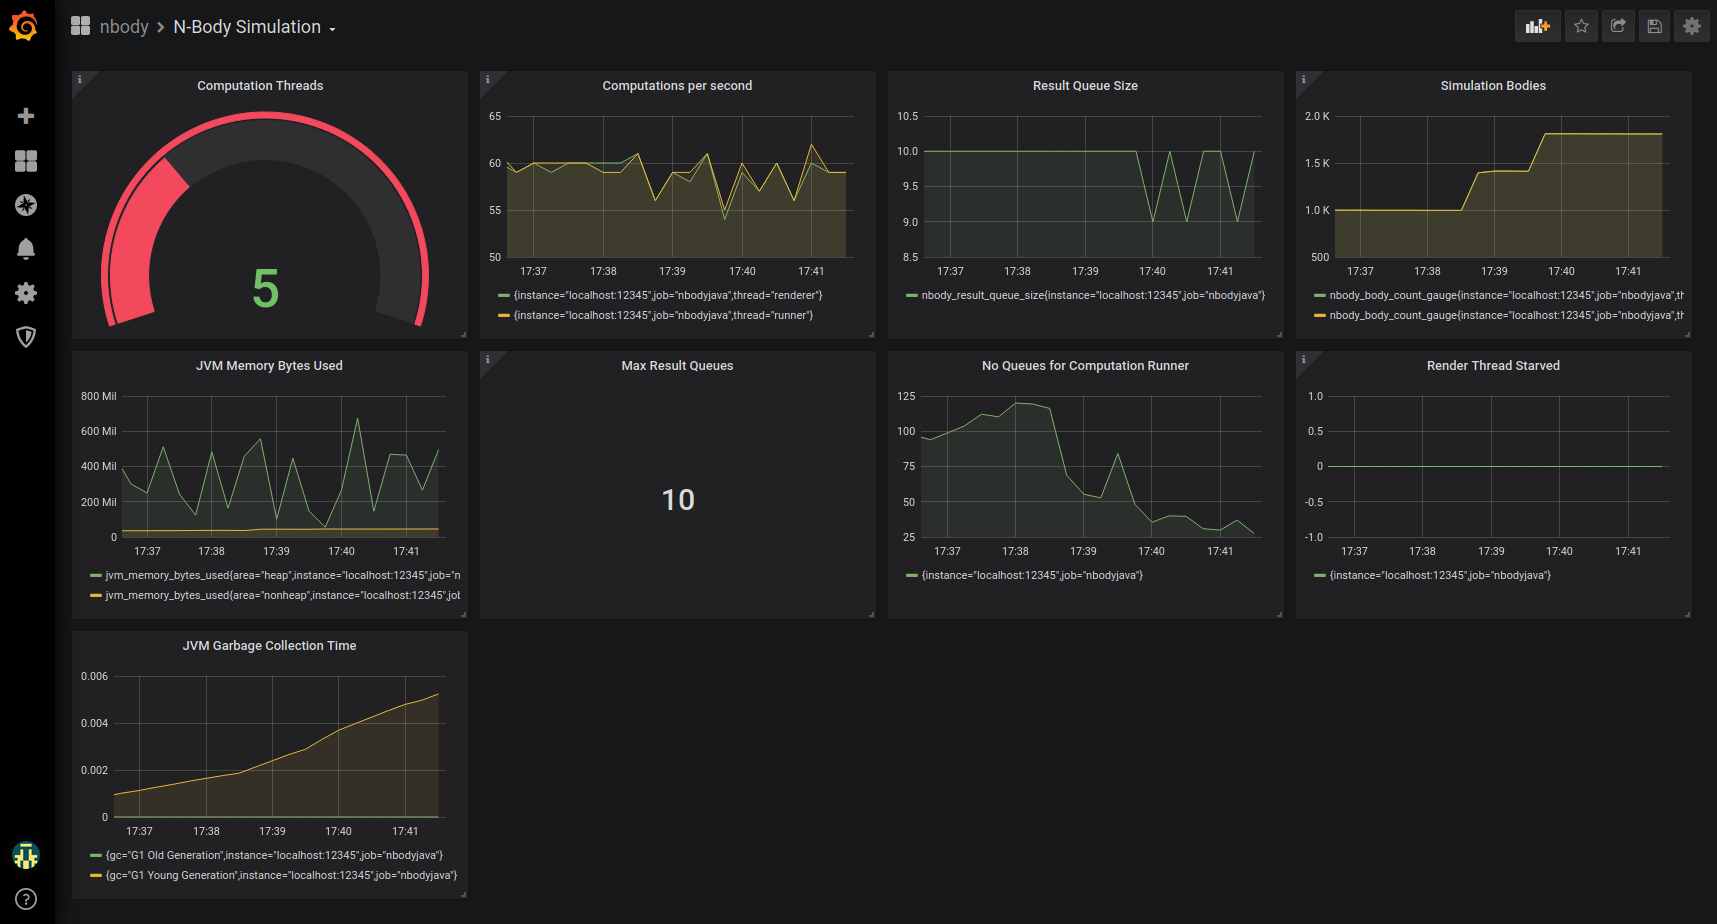 nbody > N-Body Simulation
Computation Threads
5
Computations per second
65
60
55
50
17:37 17:38 17:39 17:40 17:41
{instance="localhost:12345",job="nbodyjava",thread="renderer"}
{instance="localhost:12345",job="nbodyjava",thread="runner"}
Result Queue Size
10.5
10.0
9.5
9.0
8.5
17:37 17:38 17:39 17:40 17:41
nbody_result_queue_size{instance="localhost:12345",job="nbodyjava"}
Simulation Bodies
2.0 K
1.5 K
1.0 K
500
17:37 17:38 17:39 17:40 17:41
nbody_body_count_gauge{instance="localhost:12345",job="nbodyjava",th
nbody_body_count_gauge{instance="localhost:12345",job="nbodyjava",th
JVM Memory Bytes Used
800 Mil
600 Mil
400 Mil
200 Mil
0
17:37 17:38 17:39 17:40 17:41
jvm_memory_bytes_used{area="heap",instance="localhost:12345",job="n
jvm_memory_bytes_used{area="nonheap",instance="localhost:12345",job
Max Result Queues
10
No Queues for Computation Runner
125
100
75
50
25
17:37 17:38 17:39 17:40 17:41
{instance="localhost:12345",job="nbodyjava"}
Render Thread Starved
1.0
0.5
0
-0.5
-1.0
17:37 17:38 17:39 17:40 17:41
{instance="localhost:12345",job="nbodyjava"}
JVM Garbage Collection Time
0.006
0.004
0.002
0
17:37 17:38 17:39 17:40 17:41
{gc="G1 Old Generation",instance="localhost:12345",job="nbodyjava"}
{gc="G1 Young Generation",instance="localhost:12345",job="nbodyjava"}